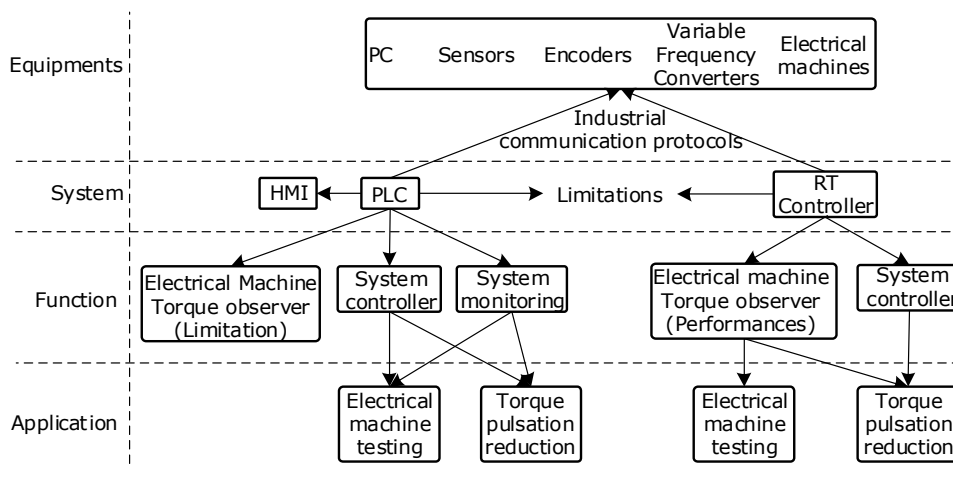 Equipments
PC
Sensors
Encoders
Variable
Frequency
Converters
Electrical
machines
Industrial
communication protocols
System
HMI
PLC
Limitations
RT
Controller
Function
Electrical Machine
Torque observer
(Limitation)
System
controller
System
monitoring
Electrical machine
Torque observer
(Performances)
System
controller
Application
Electrical
machine
testing
Torque
pulsation
reduction
Electrical
machine
testing
Torque
pulsation
reduction